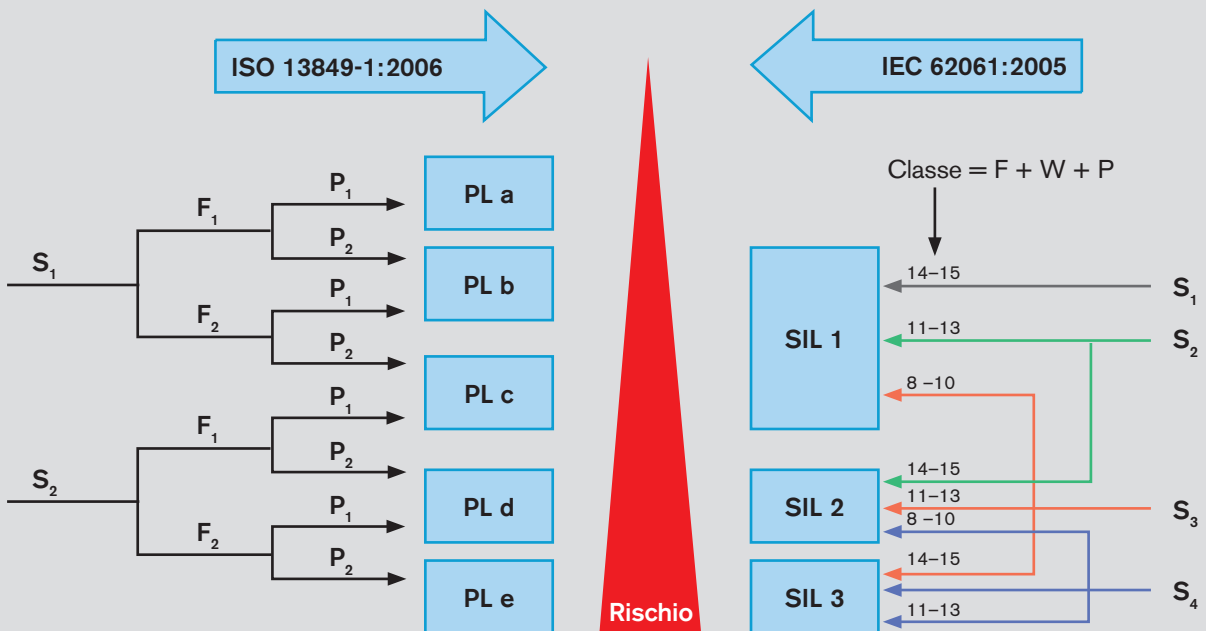 ISO 13849-1:2006
IEC 62061:2005
S1
F1
P1
P2
F2
P1
P2
S2
F1
P1
P2
F2
P1
P2
PL a
PL b
PL c
PL d
PL e
Rischio
Classe = F + W + P
SIL 1
14–15
S1
11–13
S2
8 –10
SIL 2
14–15
11–13
S3
8 –10
SIL 3
14–15
S4
11–13